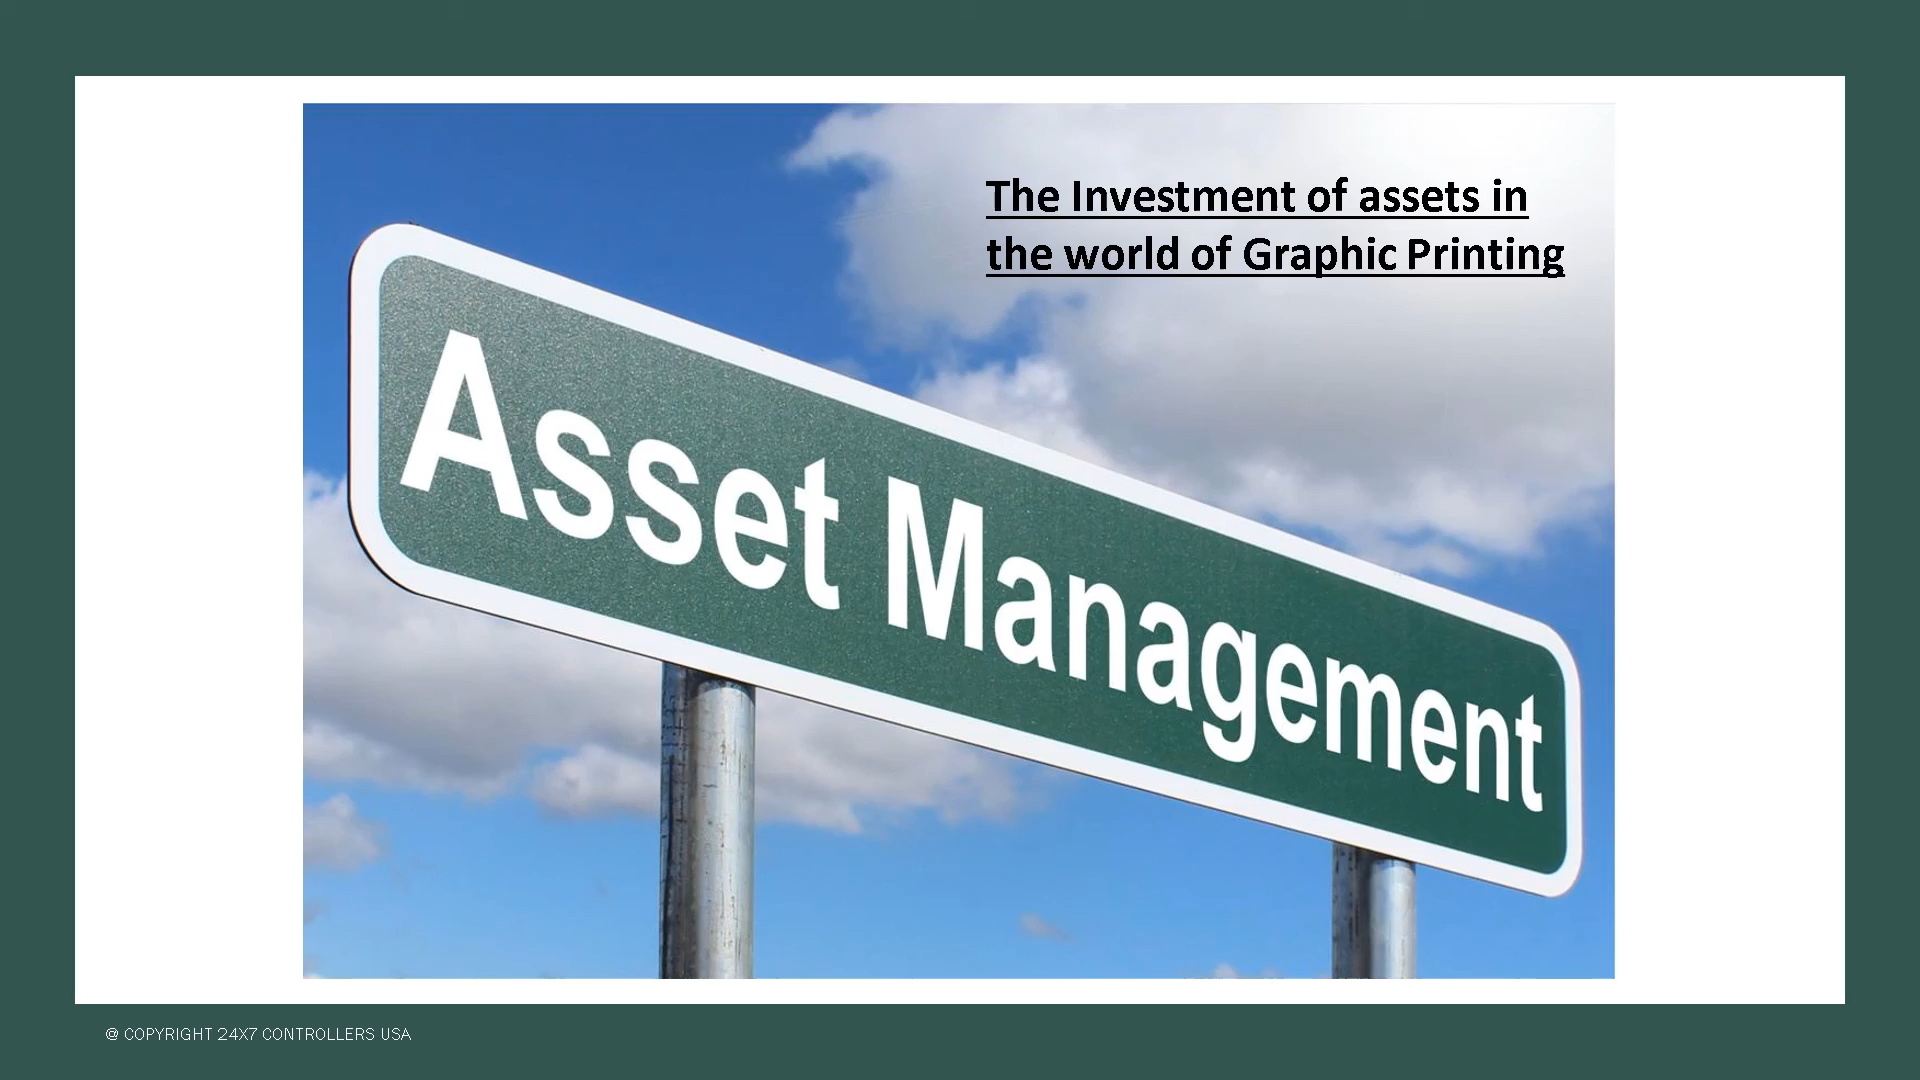 The Investment of assets in
the world of Graphic Printing
Asset Management
@ COPYRIGHT 24X7 CONTROLLERS USA